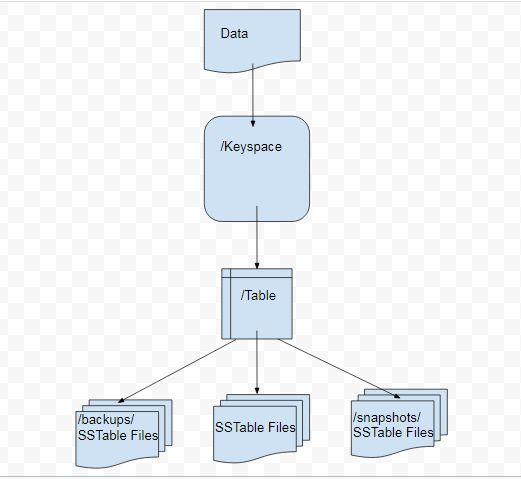 Data
/Keyspace
/Table
/backups/
SSTable Files
SSTable Files
/snapshots/
SSTable Files